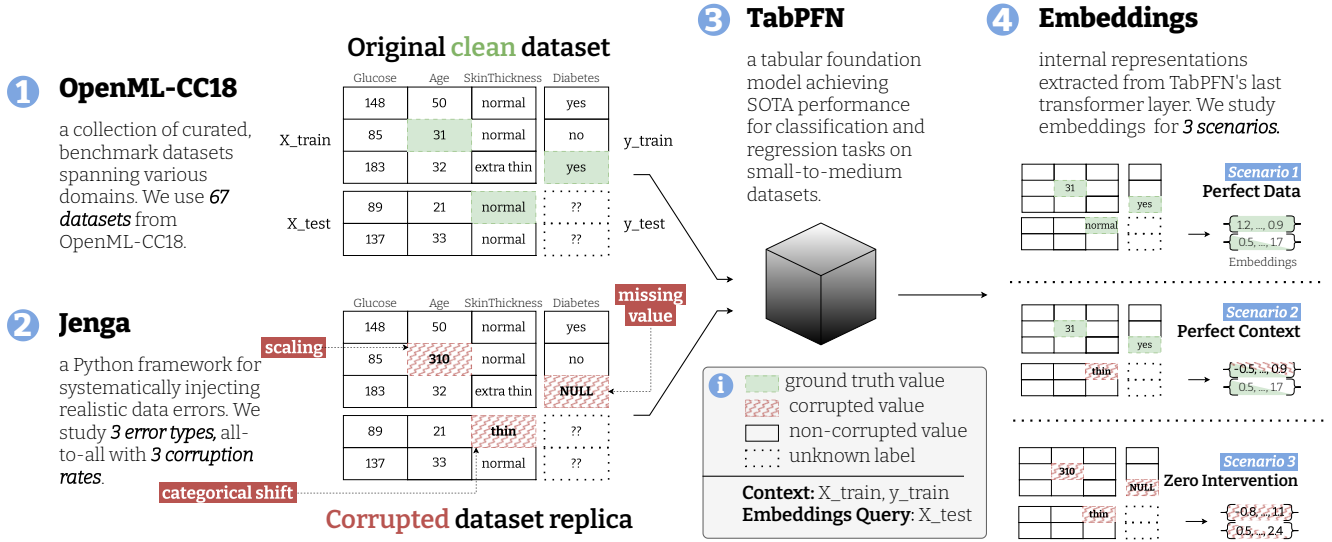 1
OpenML-CC18
a collection of curated,
benchmark datasets
spanning various
domains. We use 67
datasets from
OpenML-CC18.
2
Jenga
a Python framework for
systematically injecting
realistic data errors. We
study 3 error types, all-
to-all with 3 corruption
rates.
Original clean dataset
Glucose Age SkinThickness Diabetes
148 50 normal yes
X_train 85 31 normal no y_train
183 32 extra thin yes
89 21 normal ??
X_test y_test
137 33 normal ??
Glucose Age SkinThickness Diabetes
missing
value
148 50 normal yes
scaling
85 310 normal no
183 32 extra thin NULL
89 21 thin ??
137 33 normal ??
categorical shift
Corrupted dataset replica
3
TabPFN
a tabular foundation
model achieving
SOTA performance
for classification and
regression tasks on
small-to-medium
datasets.
i
ground truth value
corrupted value
non-corrupted value
unknown label
Context: X_train, y_train
Embeddings Query: X_test
4
Embeddings
internal representations
extracted from TabPFN's last
transformer layer. We study
embeddings for 3 scenarios.
Scenario 1
Perfect Data
31
yes
normal
1.2, ..., 0.9
0.5, ..., 1.7
Embeddings
Scenario 2
Perfect Context
31
yes
thin
-0.5, ..., 0.9
0.5, ..., 1.7
Scenario 3
Zero Intervention
310
NULL
thin
-0.8, ..., 1.1
0.5, ..., 2.4